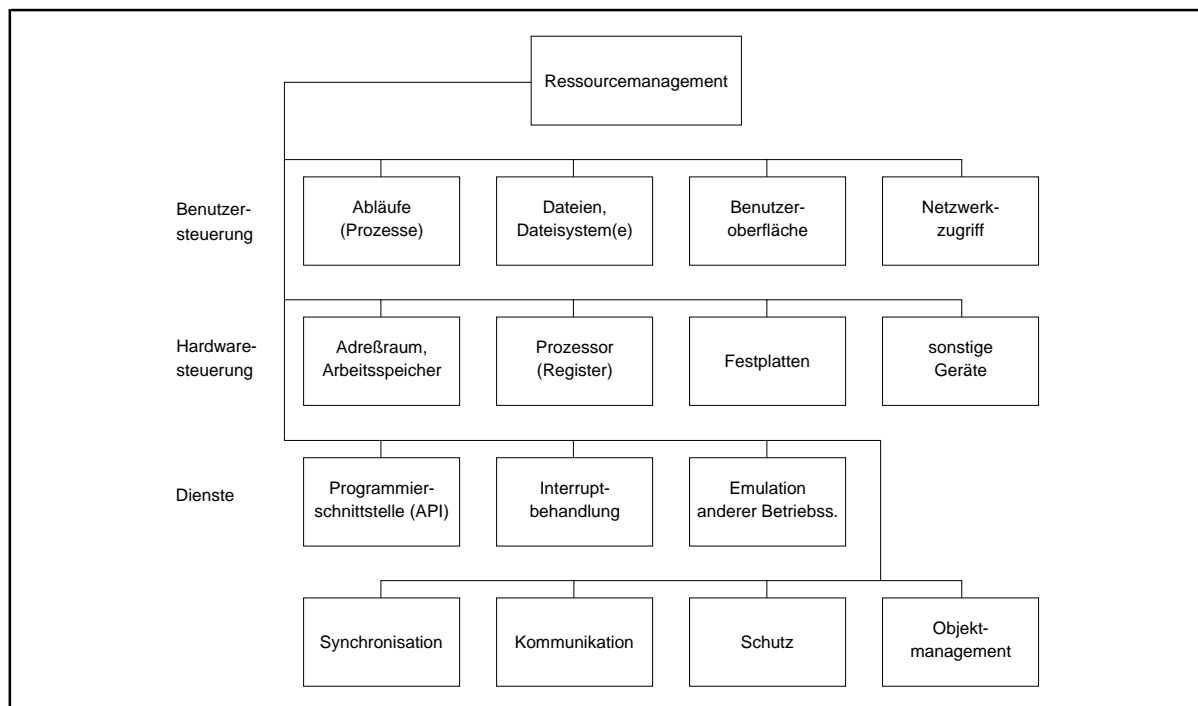 Ressourcemanagement
Benutzer-
steuerung
Abläufe
(Prozesse)
Dateien,
Dateisystem(e)
Benutzer-
oberfläche
Netzwerk-
zugriff
Hardware-
steuerung
Adreßraum,
Arbeitsspeicher
Prozessor
(Register)
Festplatten
sonstige
Geräte
Dienste
Programmier-
schnittstelle (API)
Interrupt-
behandlung
Emulation
anderer Betriebss.
Synchronisation
Kommunikation
Schutz
Objekt-
management